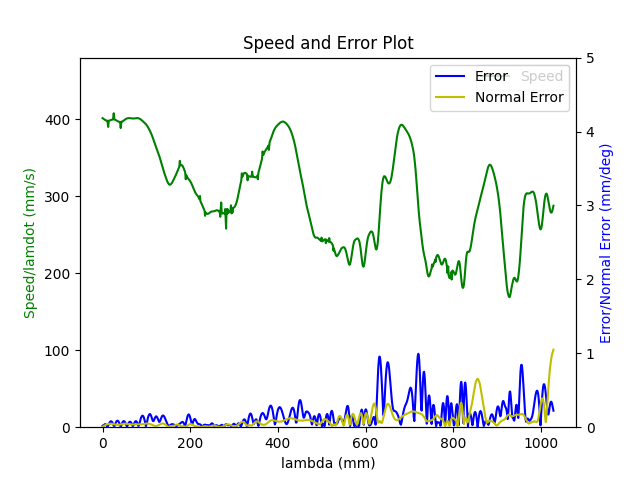 Speed and Error Plot
Error
Speed
Normal Error
Speed/lamdot (mm/s)
400
300
200
100
0
5
4
3
2
1
0
Error/Normal Error (mm/deg)
0
200
400
600
800
1000
lambda (mm)